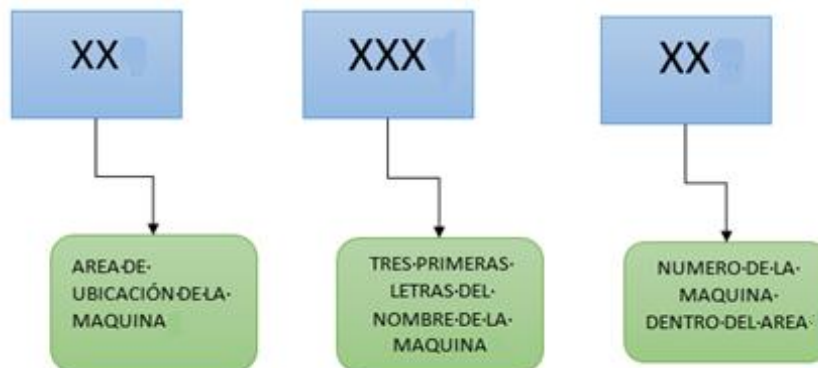 XX
XXX
XX
AREA·DE·
UBICACIÓN·DE·LA·
MAQUINA
TRES·PRIMERAS·
LETRAS·DEL·
NOMBRE·DE·LA·
MAQUINA
NUMERO·DE·LA·
MAQUINA·
DENTRO·DEL·AREA·